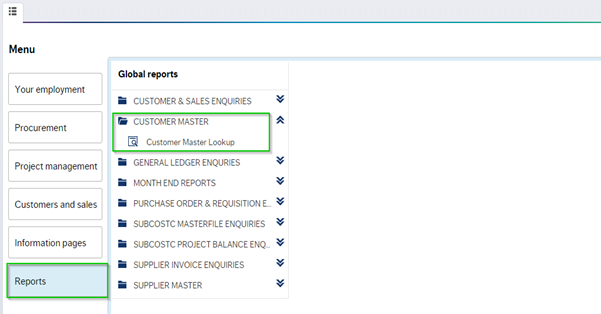 Menu
Your employment
Procurement
Project management
Customers and sales
Information pages
Reports
Global reports
CUSTOMER & SALES ENQUIRIES
CUSTOMER MASTER
Customer Master Lookup
GENERAL LEDGER ENQURIES
MONTH END REPORTS
PURCHASE ORDER & REQUISITION E...
SUBCOSTC MASTERFILE ENQUIRIES
SUBCOSTC PROJECT BALANCE ENQ...
SUPPLIER INVOICE ENQUIRIES
SUPPLIER MASTER